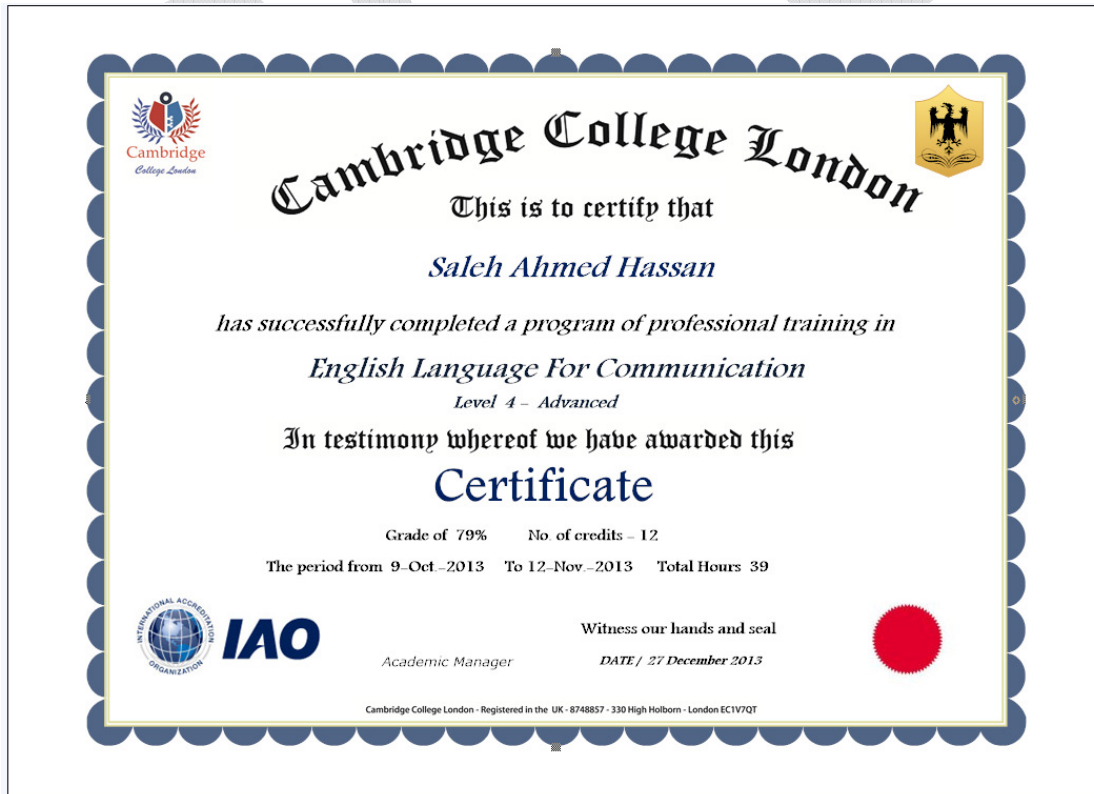 Cambridge College London
Cambridge
College London
This is to certify that
Saleh Ahmed Hassan
has successfully completed a program of professional training in
English Language For Communication
Level 4 - Advanced
In testimony whereof we have awarded this
Certificate
Grade of 79% No. of credits - 12
The period from 9-Oct.-2013 To 12-Nov.-2013 Total Hours 39
INTERNATIONAL ACCREDITATION ORGANIZATION
IAO
Witness our hands and seal
Academic Manager DATE / 27 December 2013
Cambridge College London - Registered in the UK - 8748857 - 330 High Holborn - London EC1V7QT